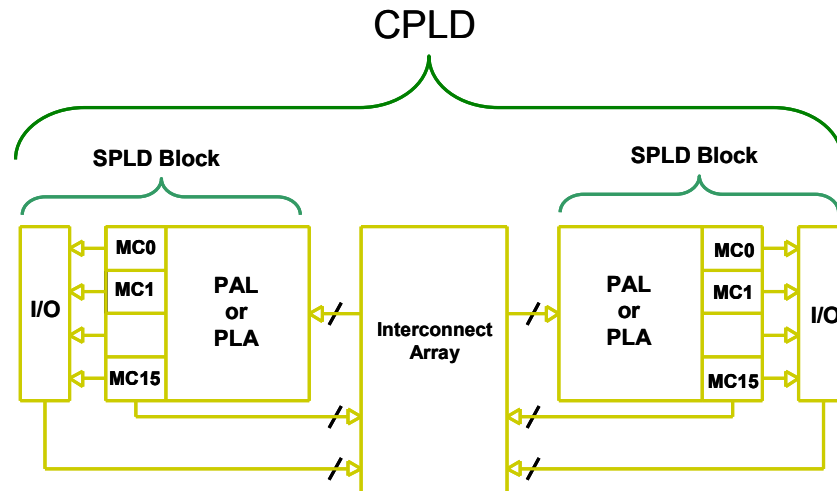 CPLD
SPLD Block
SPLD Block
I/O
MC0
MC1
MC15
PAL
or
PLA
Interconnect
Array
PAL
or
PLA
MC0
MC1
MC15
I/O